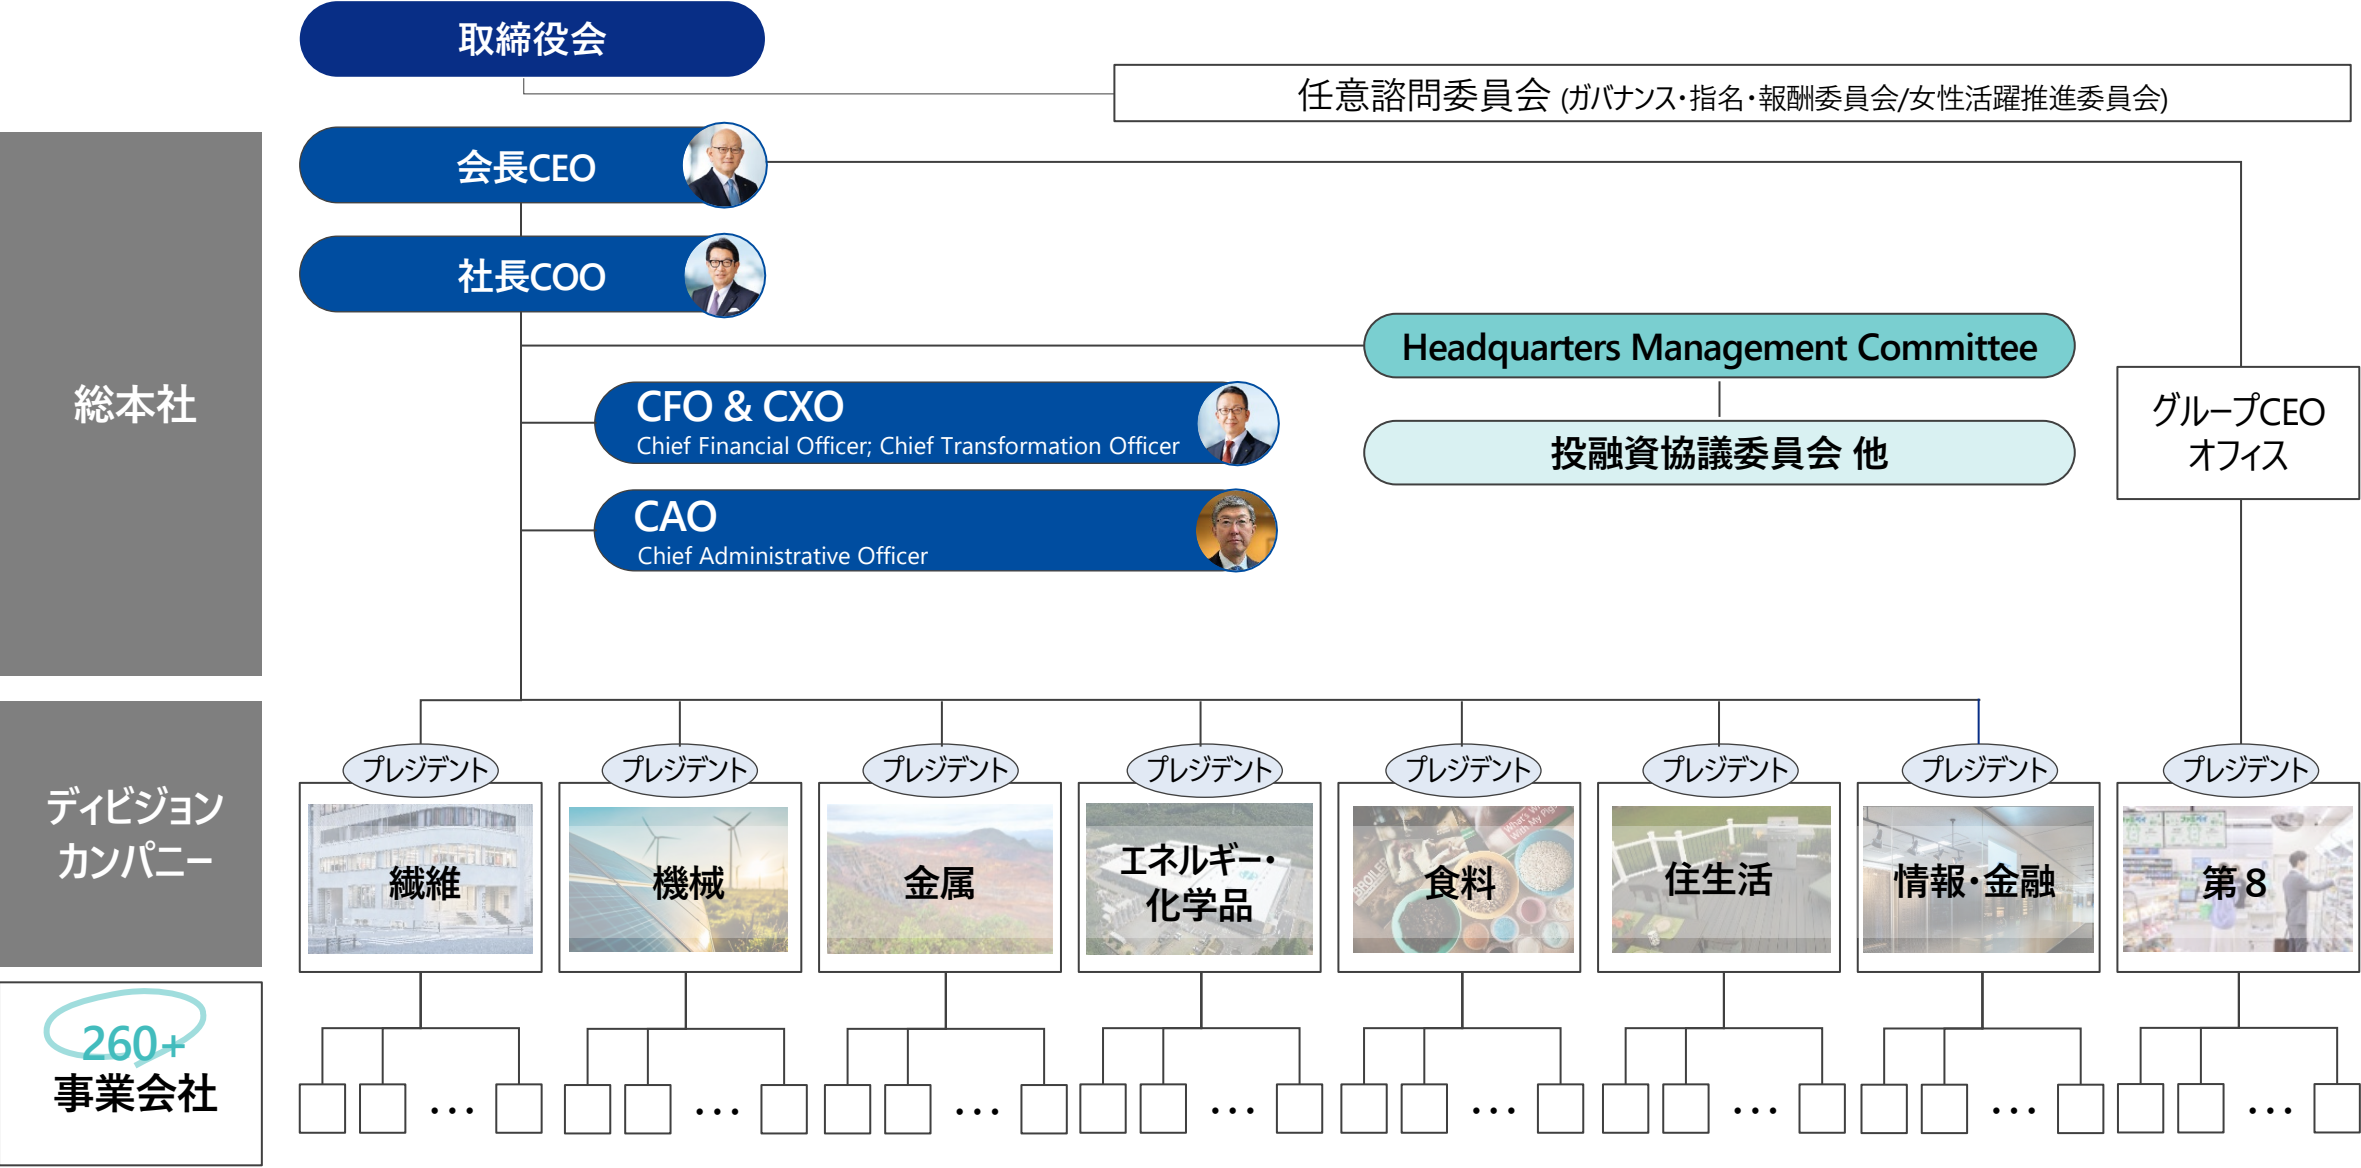 取締役会
任意諮問委員会 (ガバナンス・指名・報酬委員会/女性活躍推進委員会)
会長CEO
社長COO
総本社
Headquarters Management Committee
CFO & CXO
Chief Financial Officer; Chief Transformation Officer
投融資協議委員会 他
グループCEO
オフィス
CAO
Chief Administrative Officer
ディビジョン
カンパニー
プレジデント
プレジデント
プレジデント
プレジデント
プレジデント
プレジデント
プレジデント
プレジデント
繊維
機械
金属
エネルギー・
化学品
食料
住生活
情報・金融
第８
260+
事業会社
…
…
…
…
…
…
…
…